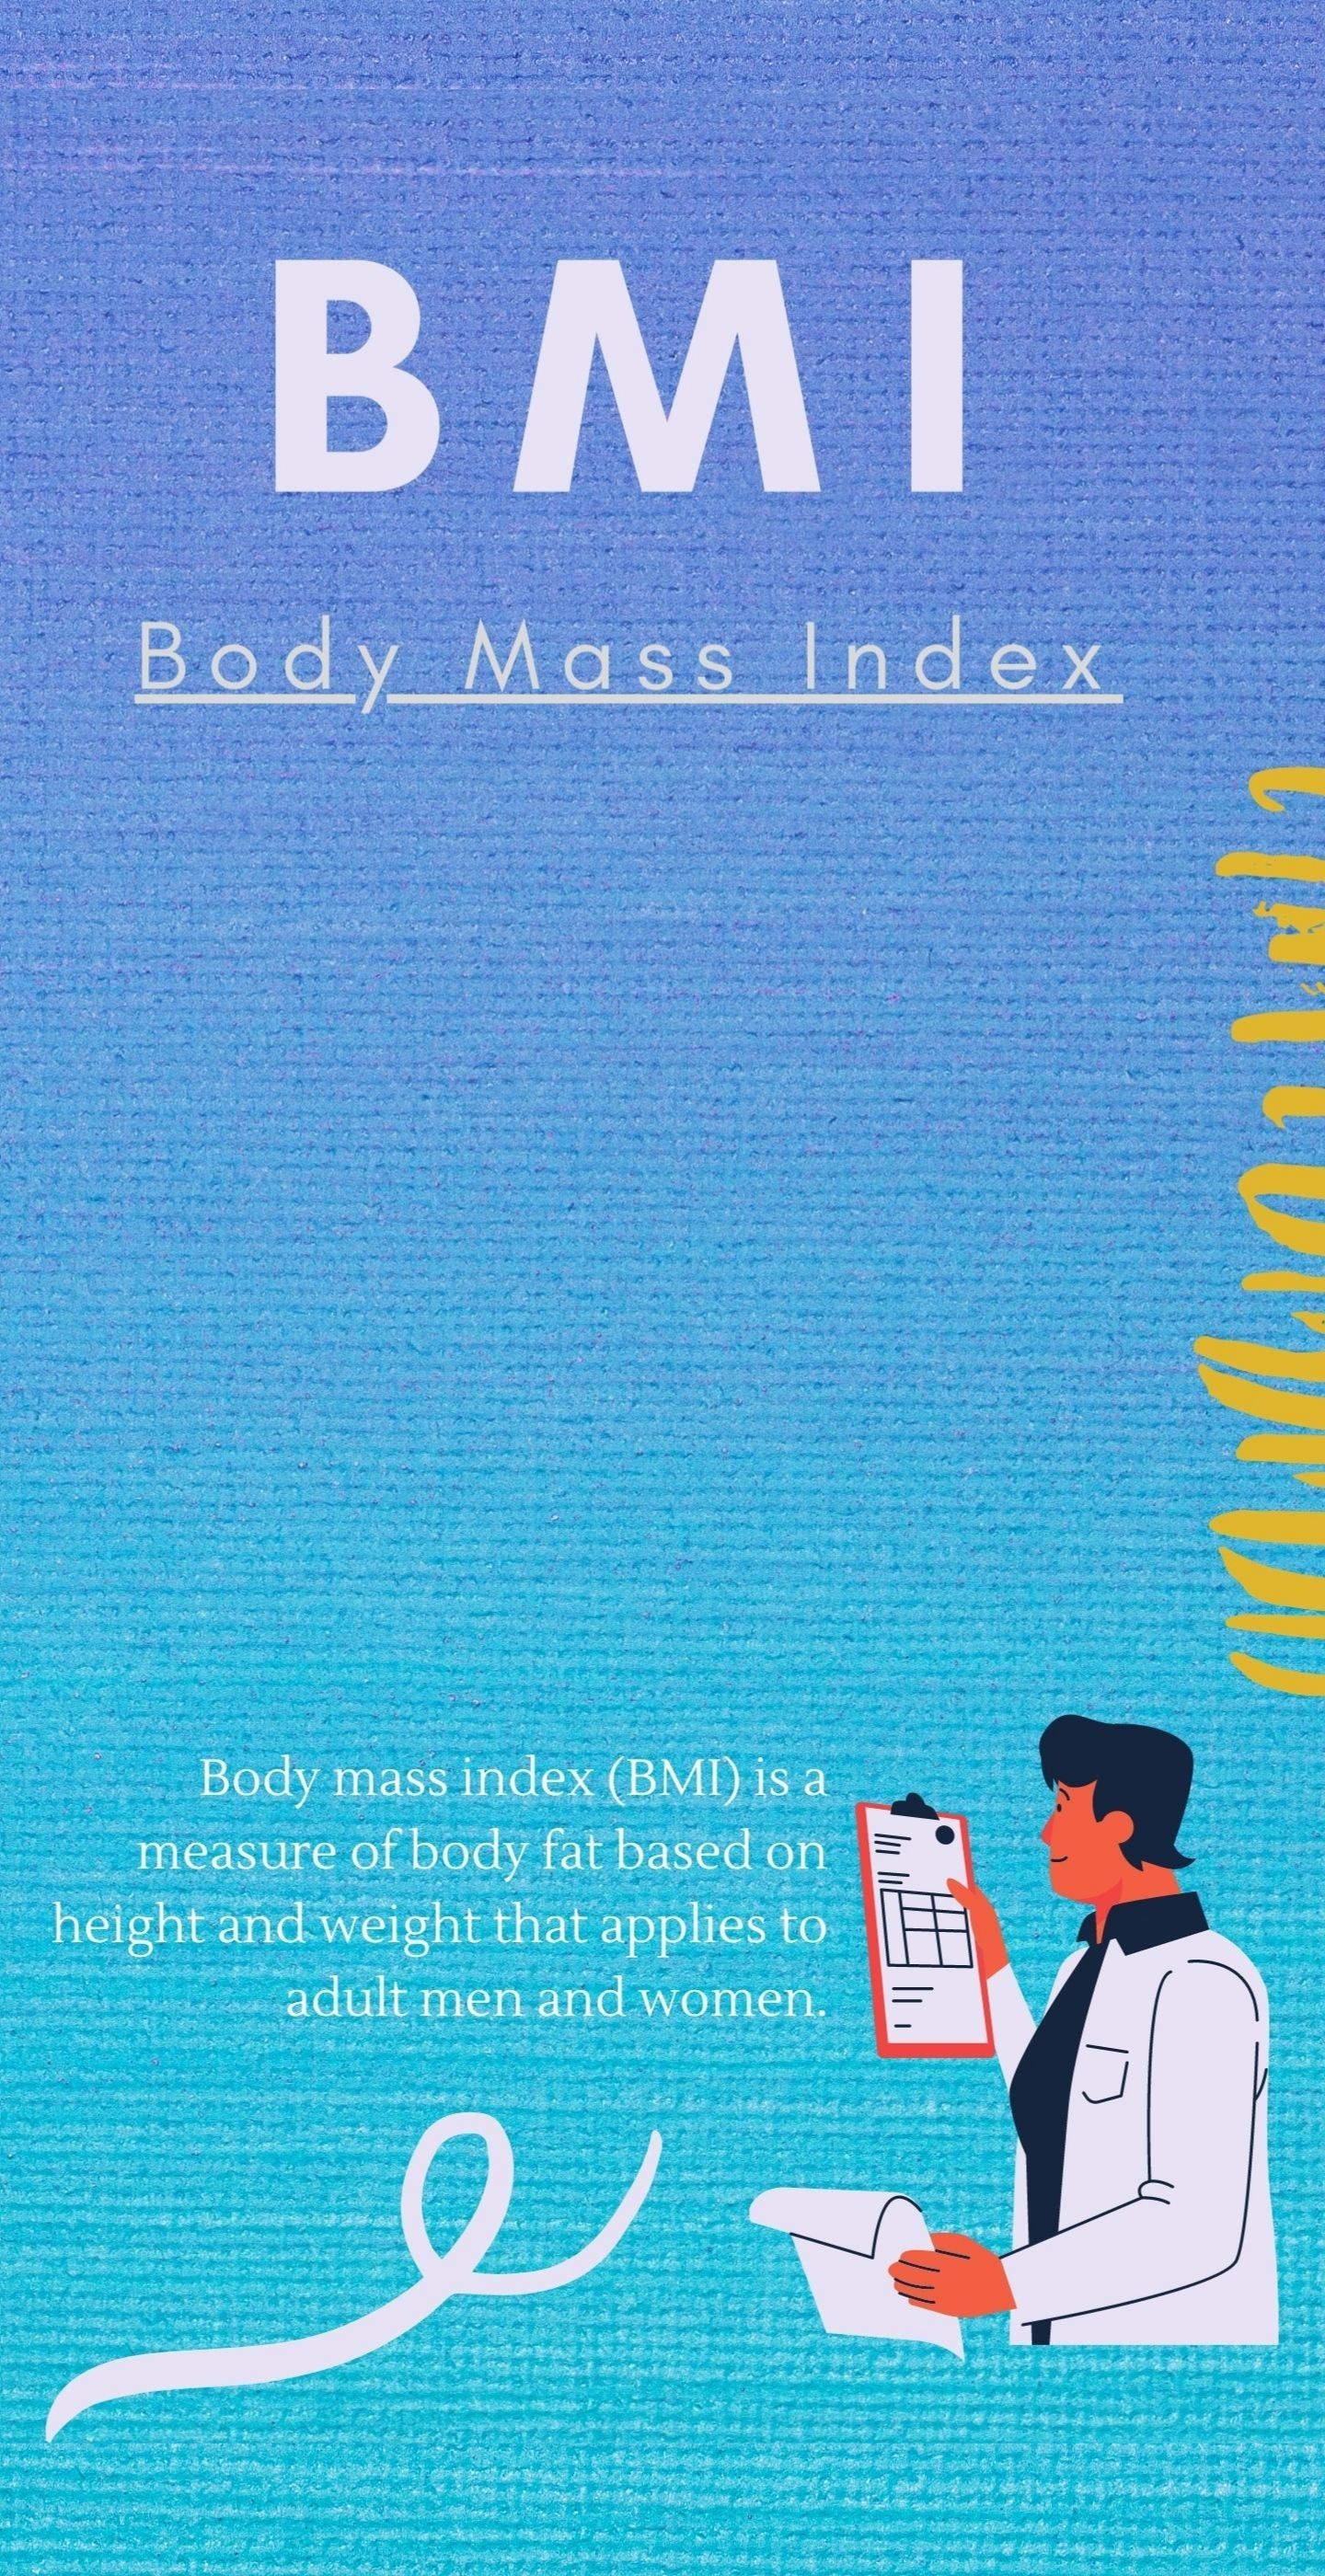 BMI
Body Mass Index
Body mass index (BMI) is a
measure of body fat based on
height and weight that applies to
adult men and women.